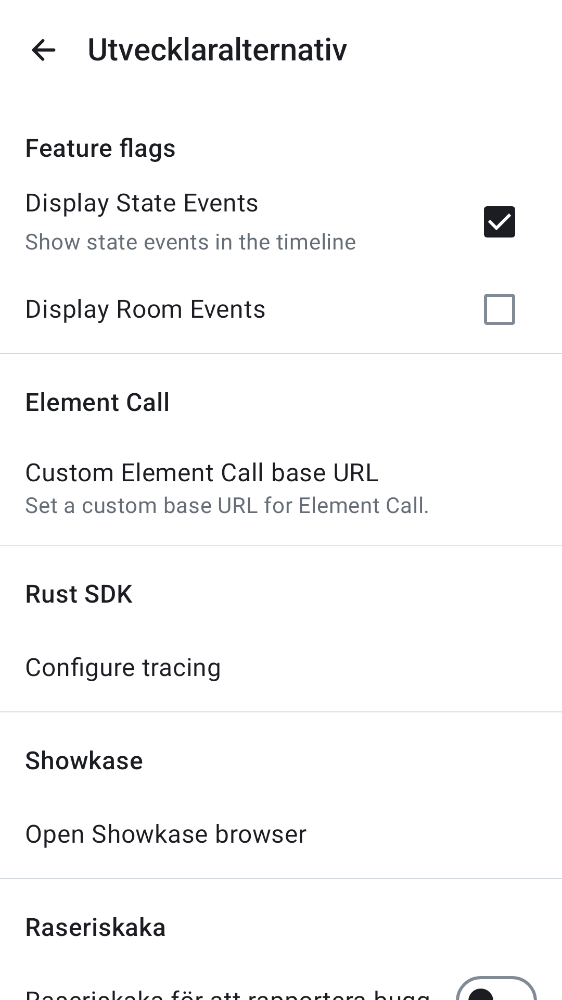 Utvecklaralternativ
Feature flags
Display State Events
Show state events in the timeline
Display Room Events
Element Call
Custom Element Call base URL
Set a custom base URL for Element Call.
Rust SDK
Configure tracing
Showkase
Open Showkase browser
Raseriskaka
Raseriskaka för att rapportera bugg